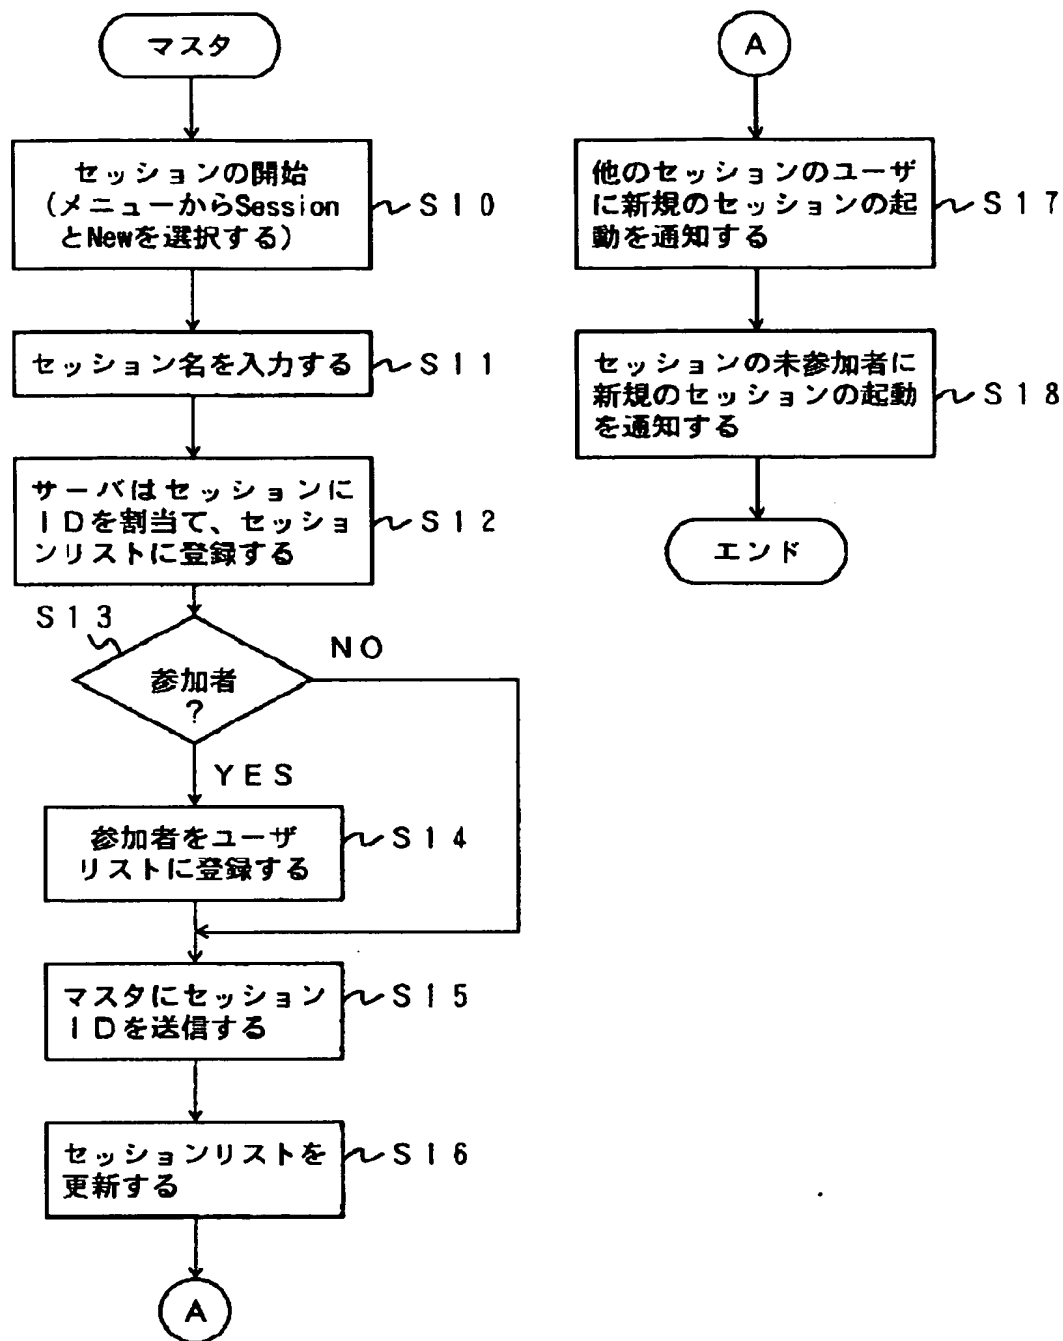 マスタ
セッションの開始
(メニューからSession
とNewを選択する)
S10
セッション名を入力する
S11
サーバはセッションに
IDを割当て、セッショ
ンリストに登録する
S12
S13
参加者
?
NO
YES
参加者をユーザ
リストに登録する
S14
マスタにセッション
IDを送信する
S15
セッションリストを
更新する
S16
A
A
他のセッションのユーザ
に新規のセッションの起
動を通知する
S17
セッションの未参加者に
新規のセッションの起動
を通知する
S18
エンド